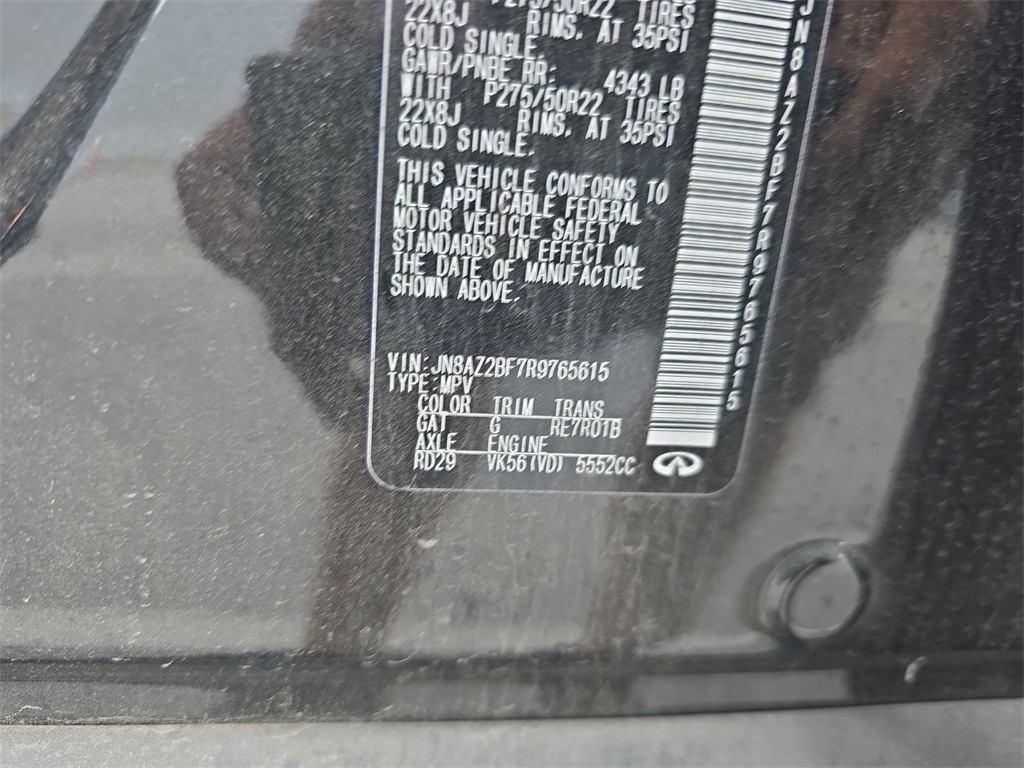 P275/50R22 TIRES
22X8J RIMS, AT 35PSI
COLD SINGLE.
GAWR/PNBE RR: 4343 LB
WITH P275/50R22 TIRES
22X8J RIMS, AT 35PSI
COLD SINGLE.
THIS VEHICLE CONFORMS TO
ALL APPLICABLE FEDERAL
MOTOR VEHICLE SAFETY
STANDARDS IN EFFECT ON
THE DATE OF MANUFACTURE
SHOWN ABOVE.
VIN:JN8AZ2BF7R9765615
TYPE:MPV
COLOR TRIM TRANS
GAT G RE7R01B
AXLE ENGINE
RD29 VK56(VD) 5552CC
JN8AZ2BF7R9765615